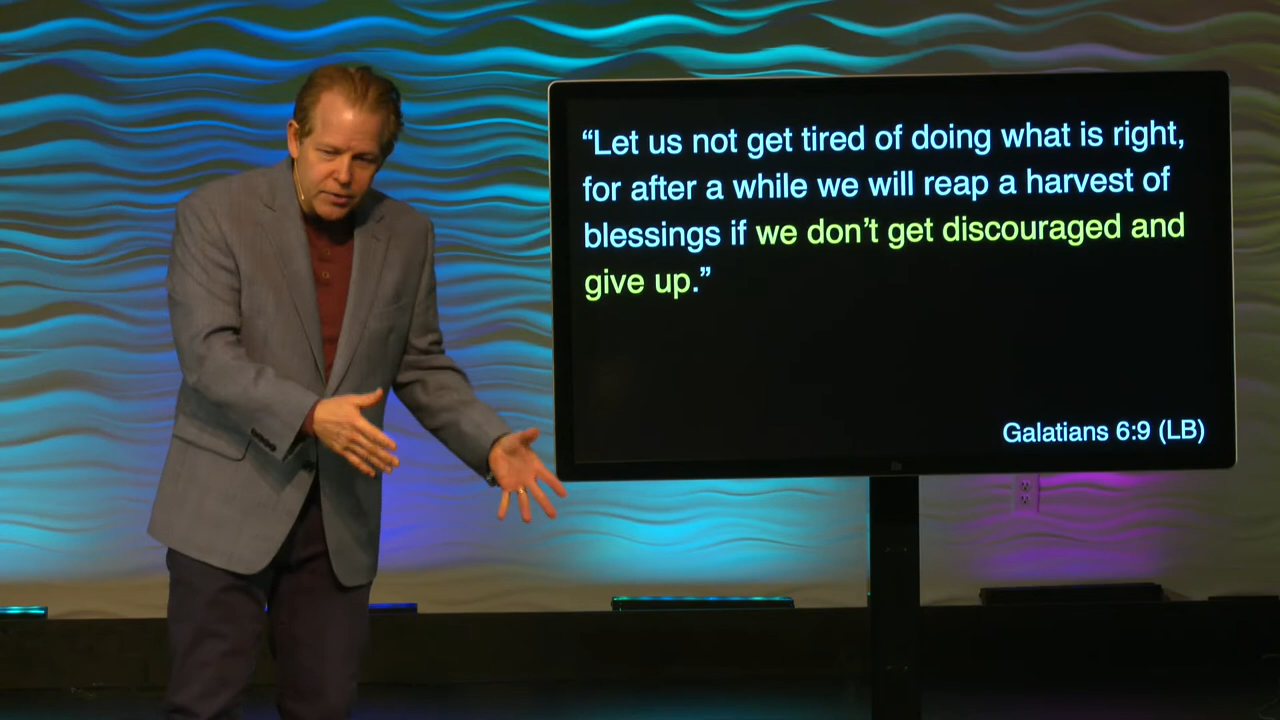 “Let us not get tired of doing what is right,
for after a while we will reap a harvest of
blessings if we don’t get discouraged and
give up.”
Galatians 6:9 (LB)